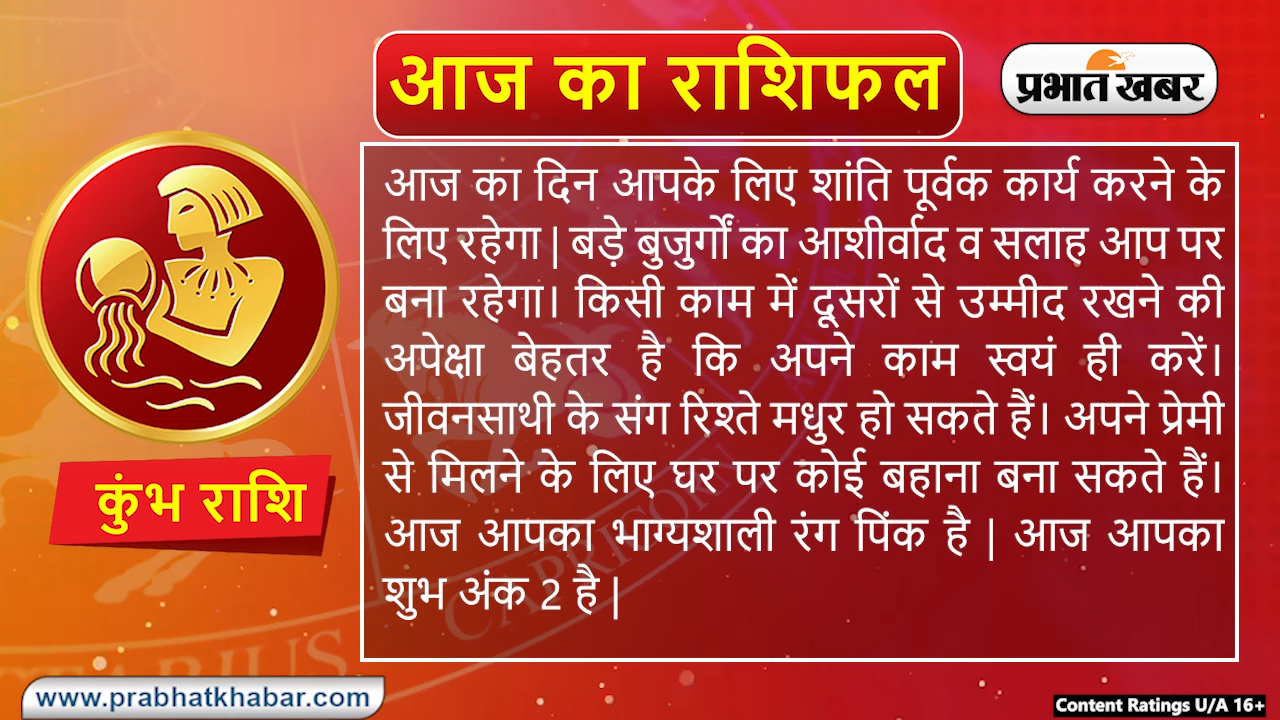 आज का राशिफल
प्रभात खबर
आज का दिन आपके लिए शांति पूर्वक कार्य करने के
लिए रहेगा | बड़े बुजुर्गों का आशीर्वाद व सलाह आप पर
बना रहेगा। किसी काम में दूसरों से उम्मीद रखने की
अपेक्षा बेहतर है कि अपने काम स्वयं ही करें।
जीवनसाथी के संग रिश्ते मधुर हो सकते हैं। अपने प्रेमी
से मिलने के लिए घर पर कोई बहाना बना सकते हैं।
आज आपका भाग्यशाली रंग पिंक है | आज आपका
शुभ अंक 2 है |
कुंभ राशि
CAPRICORN
www.prabhatkhabar.com
Content Ratings U/A 16+